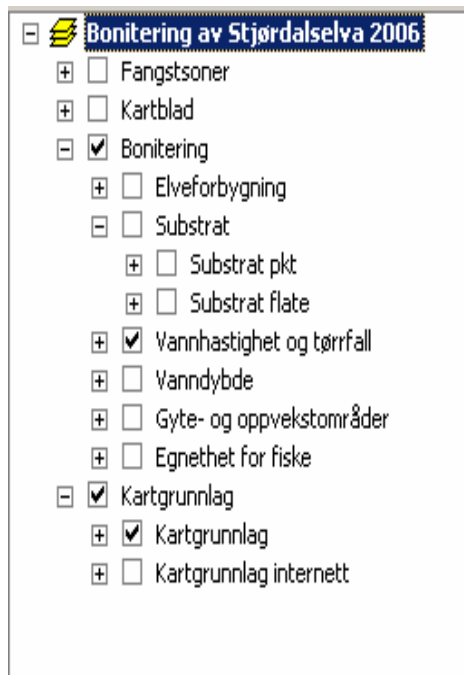 Bonitering av Stjørdalselva 2006
Fangstsoner
Kartblad
Bonitering
Elveforbygning
Substrat
Substrat pkt
Substrat flate
Vannhastighet og tørrfall
Vanndybde
Gyte- og oppvekstområder
Egnethet for fiske
Kartgrunnlag
Kartgrunnlag
Kartgrunnlag internett